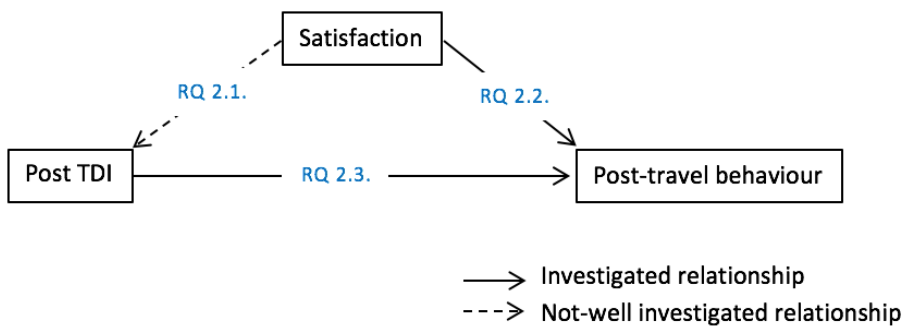 Satisfaction
RQ 2.1.
RQ 2.2.
Post TDI
RQ 2.3.
Post-travel behaviour
Investigated relationship
Not-well investigated relationship